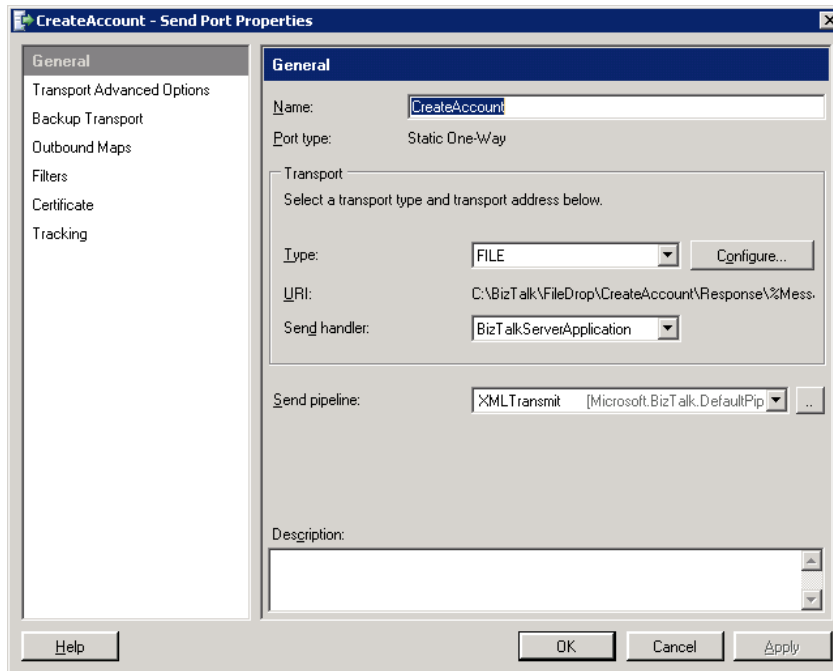 CreateAccount - Send Port Properties
General
Transport Advanced Options
Backup Transport
Outbound Maps
Filters
Certificate
Tracking
General
Name: CreateAccount
Port type: Static One-Way
Transport
Select a transport type and transport address below.
Type: FILE Configure...
URI: C:\BizTalk\FileDrop\CreateAccount\Response\%Mess
Send handler: BizTalkServerApplication
Send pipeline: XMLTransmit [Microsoft.BizTalk.DefaultPip ..
Description:
Help OK Cancel Apply